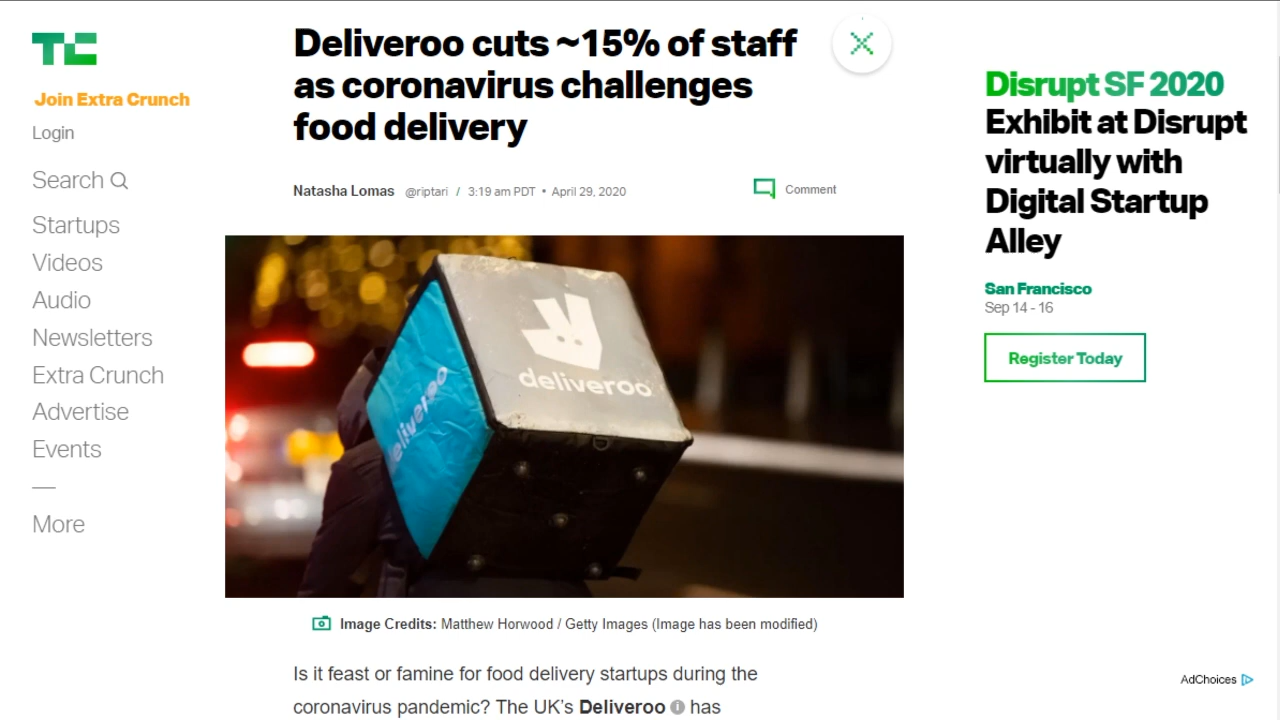 TC
Join Extra Crunch
Login
Search
Startups
Videos
Audio
Newsletters
Extra Crunch
Advertise
Events
More
Deliveroo cuts ~15% of staff
as coronavirus challenges
food delivery
Natasha Lomas @riptari / 3:19 am PDT • April 29, 2020
Comment
deliveroo
deliveroo
Image Credits: Matthew Horwood / Getty Images (Image has been modified)
Is it feast or famine for food delivery startups during the
coronavirus pandemic? The UK's Deliveroo has
Disrupt SF 2020
Exhibit at Disrupt
virtually with
Digital Startup
Alley
San Francisco
Sep 14 - 16
Register Today
AdChoices